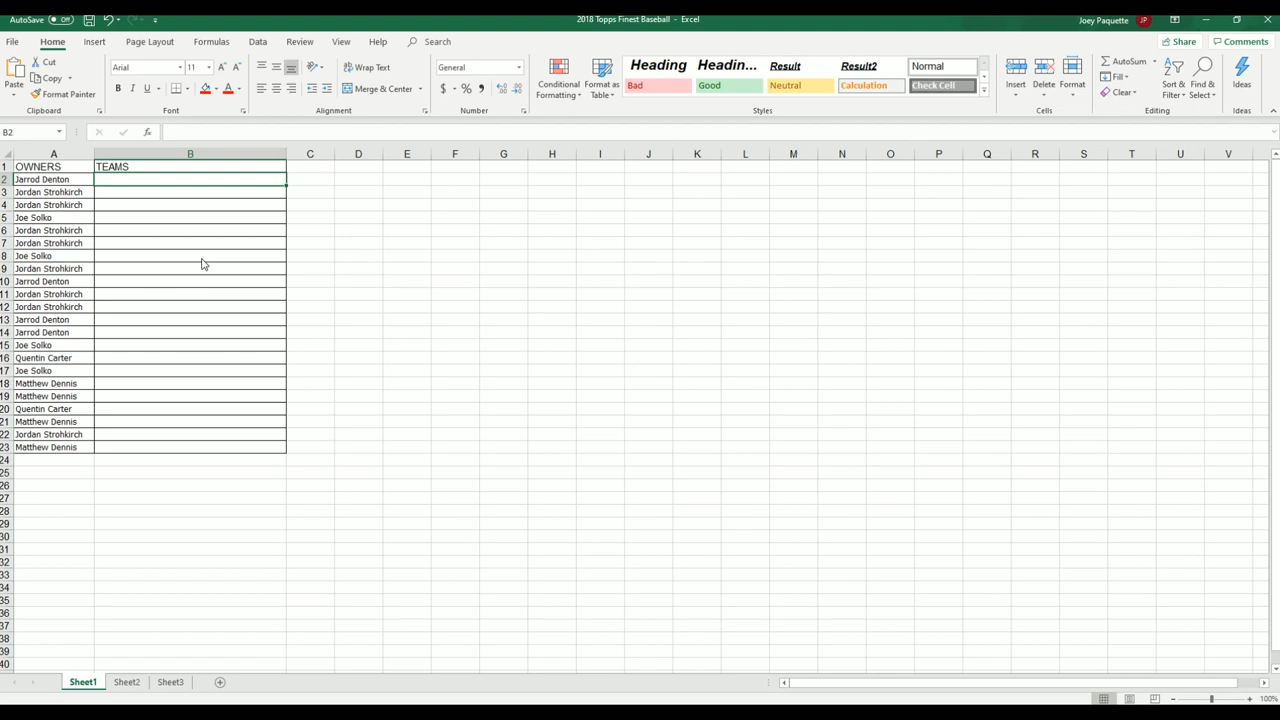 AutoSave Off 2018 Topps Finest Baseball - Excel Joey Paquette JP
File Home Insert Page Layout Formulas Data Review View Help Search Share Comments
Paste Cut Copy Format Painter Clipboard
Arial 11 B I U Font
Wrap Text Merge & Center Alignment
General $ % Number
Conditional Formatting Format as Table
Heading Headin... Result Result2 Normal
Bad Good Neutral Calculation Check Cell
Styles
Insert Delete Format Cells
AutoSum Fill Clear Sort & Filter Find & Select Editing
Ideas Ideas
B2 fx
A B C D E F G H I J K L M N O P Q R S T U V
1 OWNERS TEAMS
2 Jarrod Denton
3 Jordan Strohkirch
4 Jordan Strohkirch
5 Joe Solko
6 Jordan Strohkirch
7 Jordan Strohkirch
8 Joe Solko
9 Jordan Strohkirch
10 Jarrod Denton
11 Jordan Strohkirch
12 Jordan Strohkirch
13 Jarrod Denton
14 Jarrod Denton
15 Joe Solko
16 Quentin Carter
17 Joe Solko
18 Matthew Dennis
19 Matthew Dennis
20 Quentin Carter
21 Matthew Dennis
22 Jordan Strohkirch
23 Matthew Dennis
24
25
26
27
28
29
30
31
32
33
34
35
36
37
38
39
40
Sheet1 Sheet2 Sheet3
100%